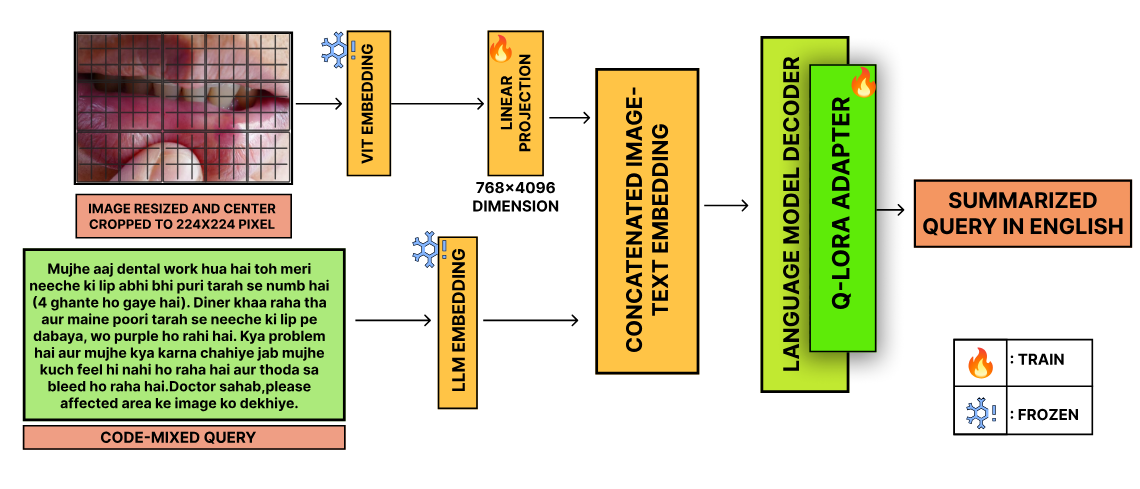 IMAGE RESIZED AND CENTER
CROPPED TO 224X224 PIXEL
Mujhe aaj dental work hua hai toh meri
neeche ki lip abhi bhi puri tarah se numb hai
(4 ghante ho gaye hai). Diner khaa raha tha
aur maine poori tarah se neeche ki lip pe
dabaya, wo purple ho rahi hai. Kya problem
hai aur mujhe kya karna chahiye jab mujhe
kuch feel hi nahi ho raha hai aur thoda sa
bleed ho raha hai.Doctor sahab,please
affected area ke image ko dekhiye.
CODE-MIXED QUERY
VIT EMBEDDING
LINEAR
PROJECTION
768×4096
DIMENSION
LLM EMBEDDING
CONCATENATED IMAGE-
TEXT EMBEDDING
LANGUAGE MODEL DECODER
Q-LORA ADAPTER
SUMMARIZED
QUERY IN ENGLISH
: TRAIN
: FROZEN